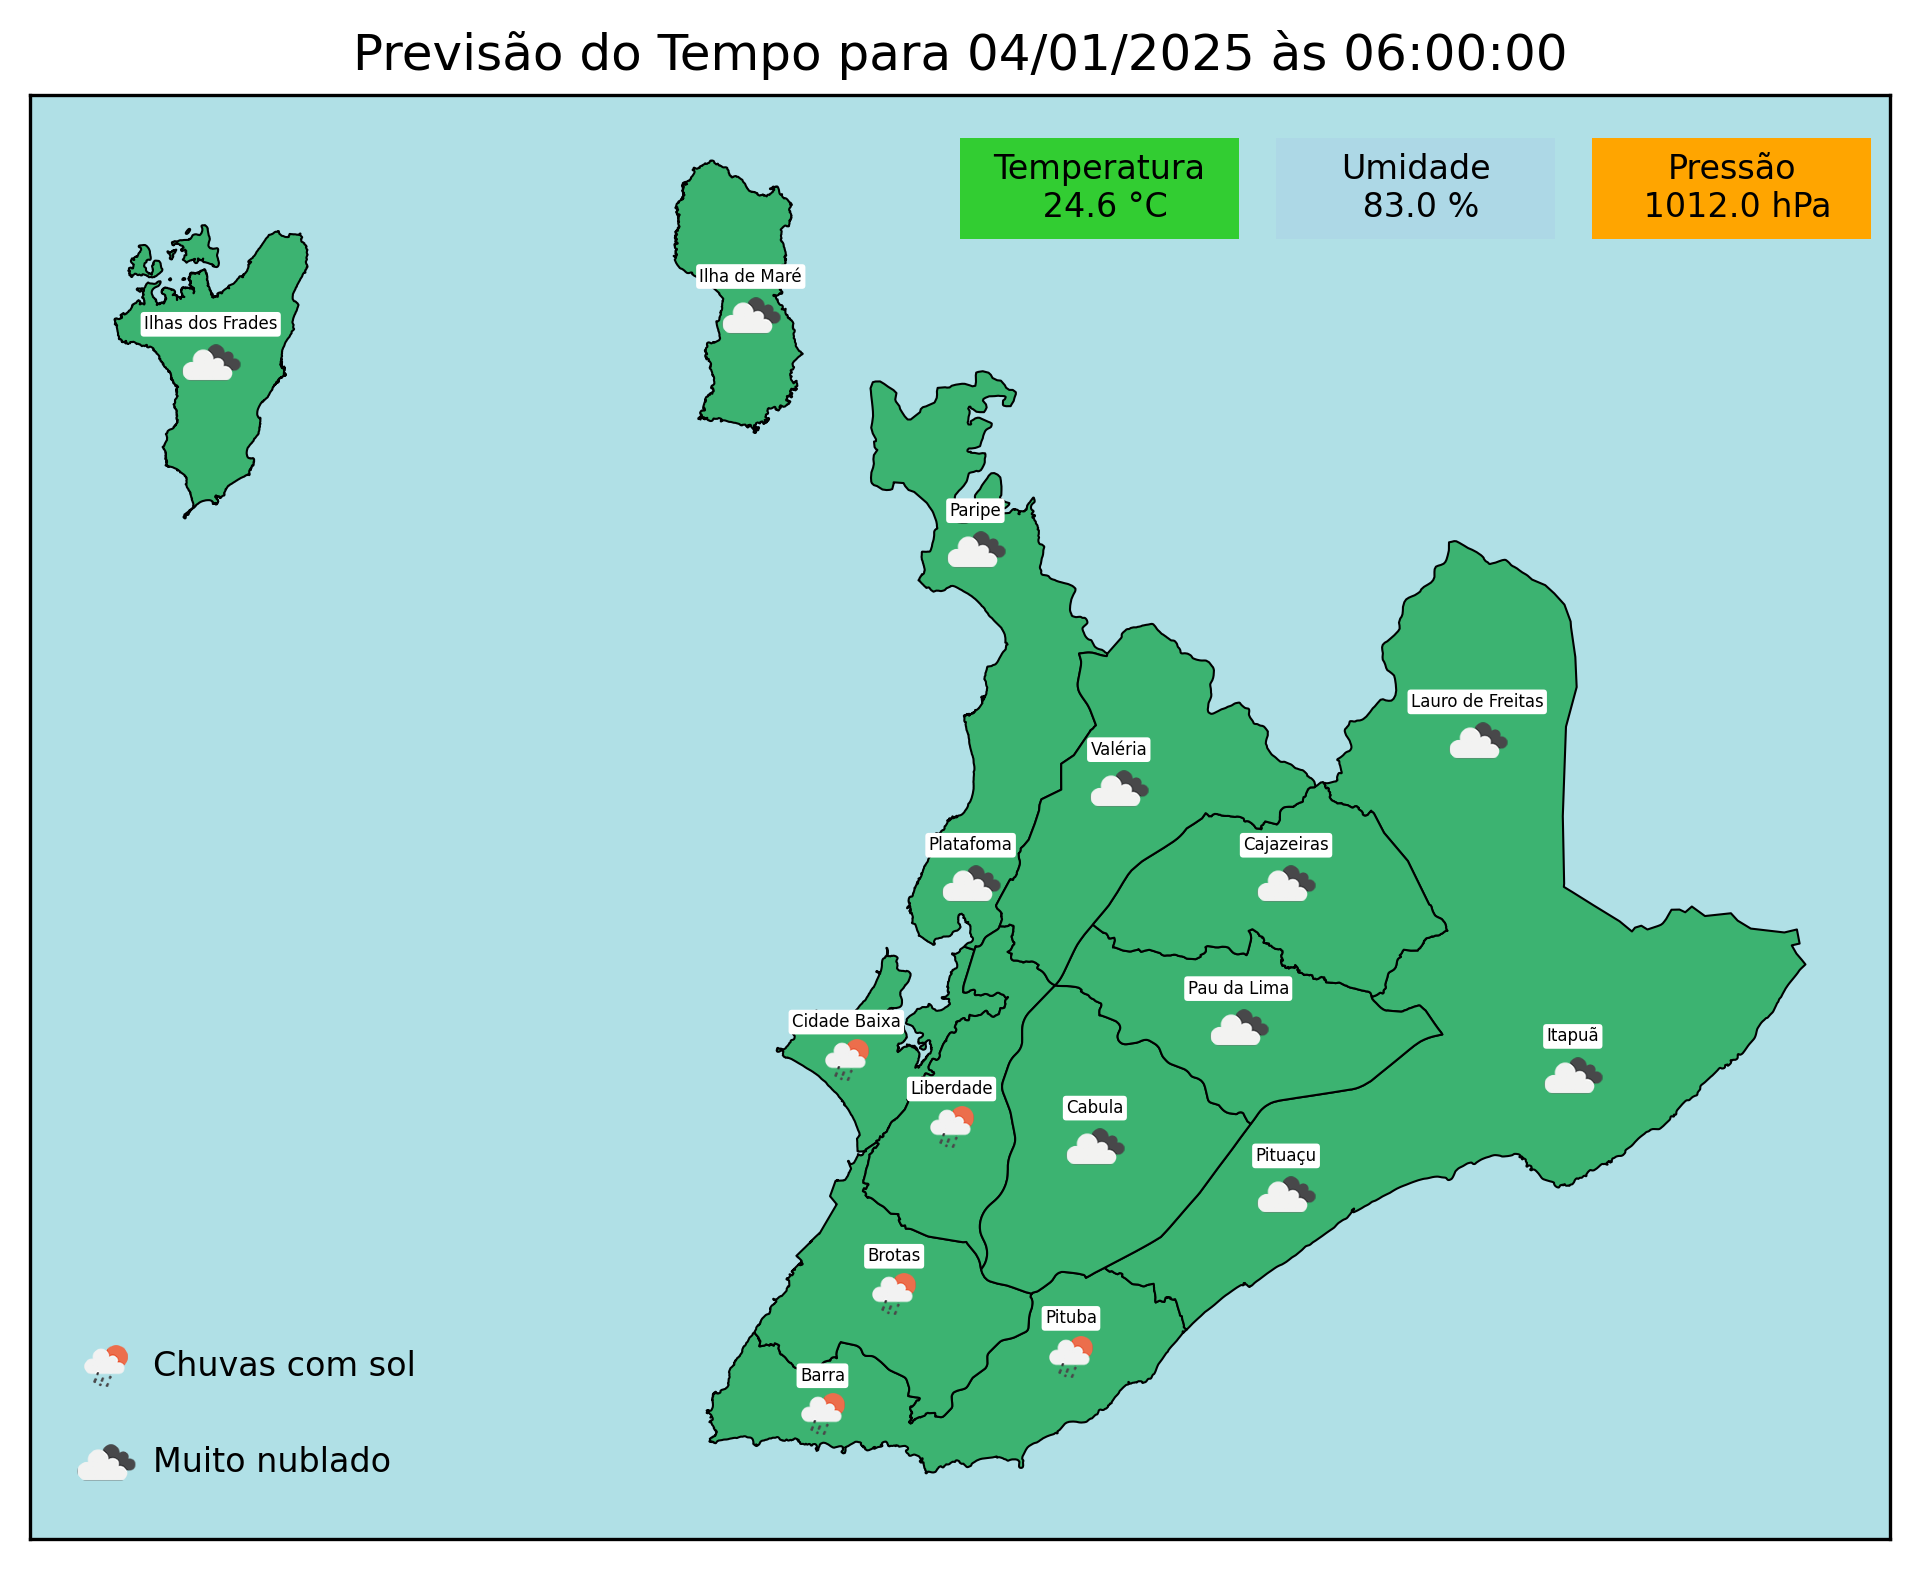 Previsão do Tempo para 04/01/2025 às 06:00:00
Temperatura
24.6 °C
Umidade
83.0 %
Pressão
1012.0 hPa
Ilha de Maré
Ilhas dos Frades
Paripe
Lauro de Freitas
Valéria
Platafoma
Cajazeiras
Pau da Lima
Cidade Baixa
Itapuã
Liberdade
Cabula
Pituaçu
Brotas
Pituba
Barra
Chuvas com sol
Muito nublado